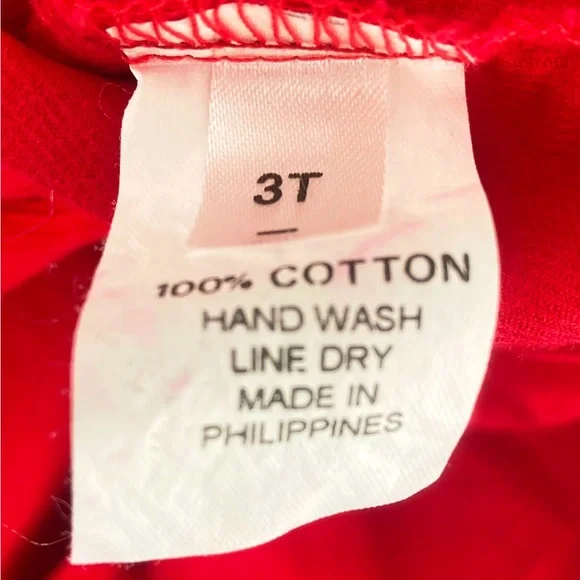 3T
100% COTTON
HAND WASH
LINE DRY
MADE IN
PHILIPPINES